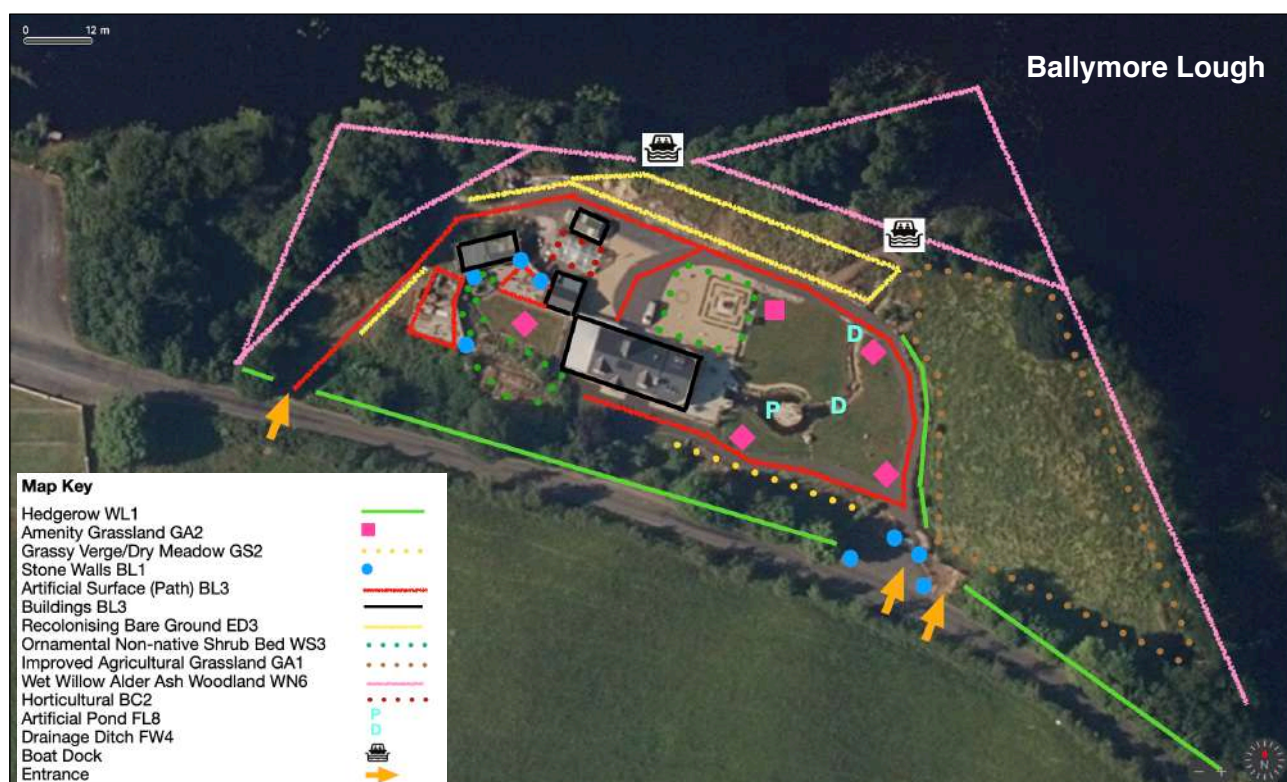 0 12 m
Ballymore Lough
D
P D
Map Key
Hedgerow WL1
Amenity Grassland GA2
Grassy Verge/Dry Meadow GS2
Stone Walls BL1
Artificial Surface (Path) BL3
Buildings BL3
Recolonising Bare Ground ED3
Ornamental Non-native Shrub Bed WS3
Improved Agricultural Grassland GA1
Wet Willow Alder Ash Woodland WN6
Horticultural BC2
Artificial Pond FL8 P
Drainage Ditch FW4 D
Boat Dock
Entrance
N